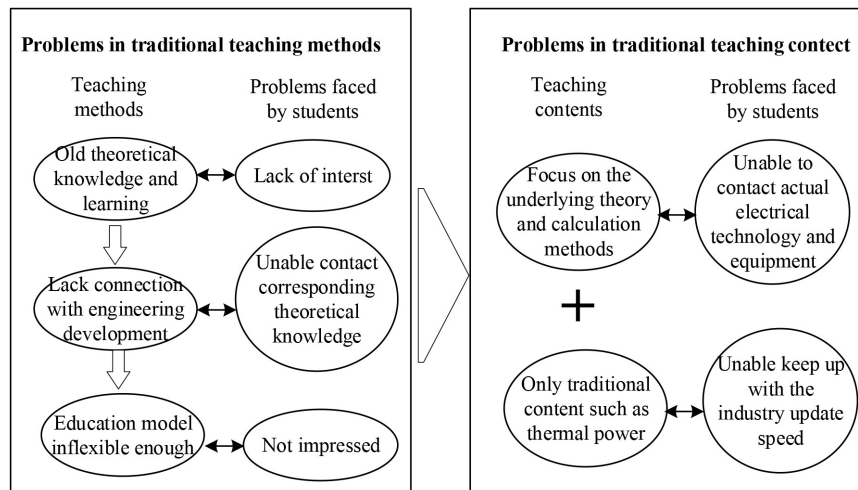 Problems in traditional teaching methods
Teaching
methods
Problems faced
by students
Old theoretical
knowledge and
learning
Lack of interst
Lack connection
with engineering
development
Unable contact
corresponding
theoretical
knowledge
Education model
inflexible enough
Not impressed
Problems in traditional teaching contect
Teaching
contents
Problems faced
by students
Focus on the
underlying theory
and calculation
methods
Unable to
contact actual
electrical
technology and
equipment
+
Only traditional
content such as
thermal power
Unable keep up
with the
industry update
speed